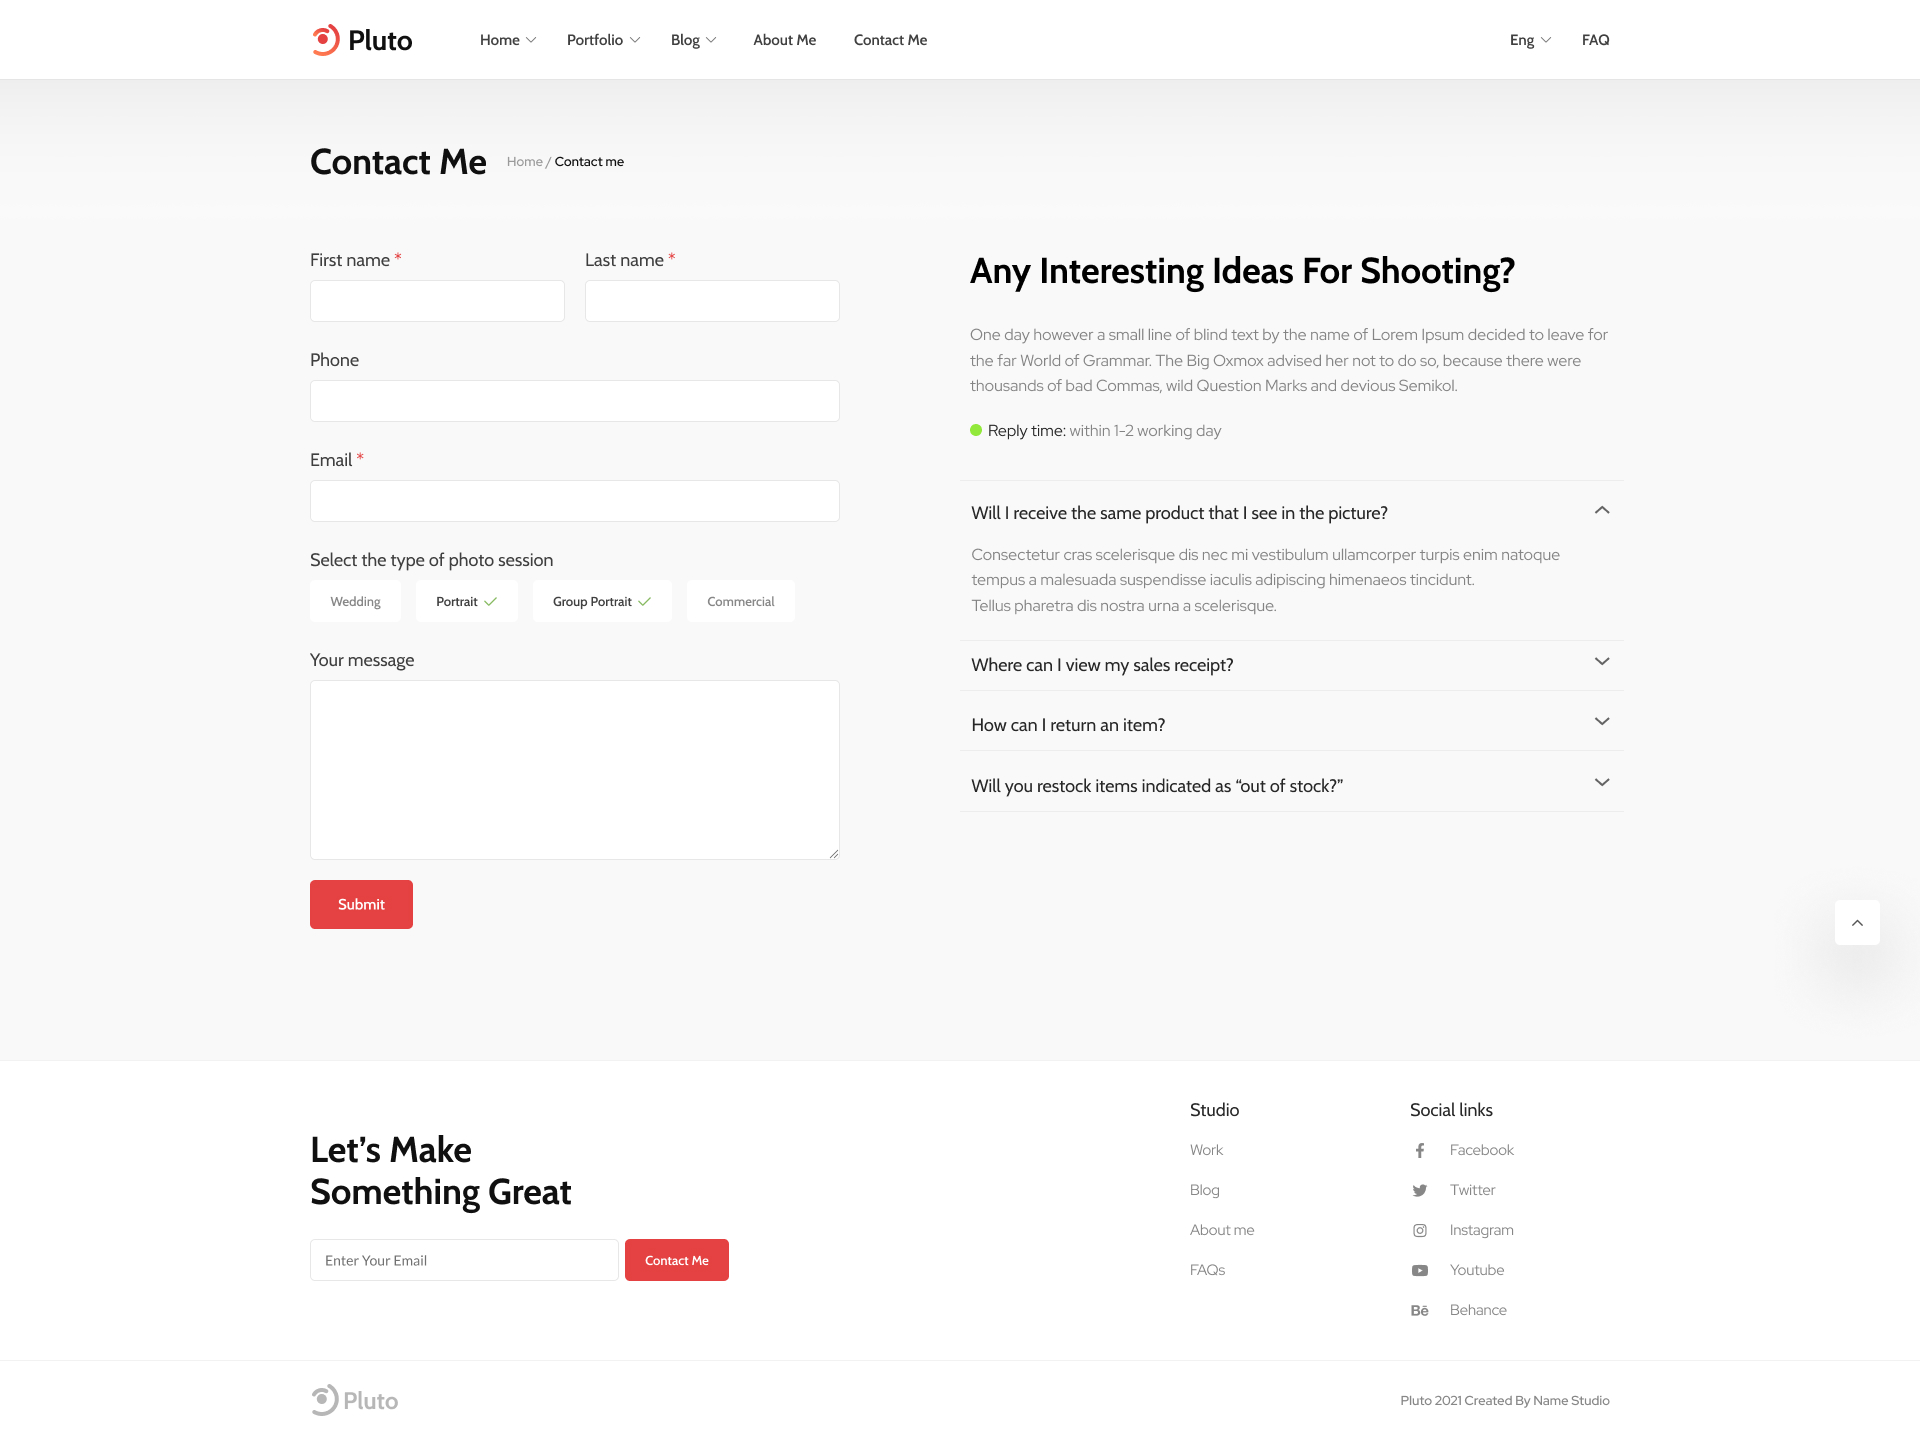 Pluto
Home
Portfolio
Blog
About Me
Contact Me
Eng
FAQ
Contact Me
Home / Contact me
First name *
Last name *
Phone
Email *
Select the type of photo session
Wedding
Portrait
Group Portrait
Commercial
Your message
Submit
Any Interesting Ideas For Shooting?
One day however a small line of blind text by the name of Lorem Ipsum decided to leave for
the far World of Grammar. The Big Oxmox advised her not to do so, because there were
thousands of bad Commas, wild Question Marks and devious Semikol.
Reply time: within 1-2 working day
Will I receive the same product that I see in the picture?
Consectetur cras scelerisque dis nec mi vestibulum ullamcorper turpis enim natoque
tempus a malesuada suspendisse iaculis adipiscing himenaeos tincidunt.
Tellus pharetra dis nostra urna a scelerisque.
Where can I view my sales receipt?
How can I return an item?
Will you restock items indicated as “out of stock?”
Let’s Make
Something Great
Enter Your Email
Contact Me
Studio
Work
Blog
About me
FAQs
Social links
Facebook
Twitter
Instagram
Youtube
Bē Behance
Pluto
Pluto 2021 Created By Name Studio